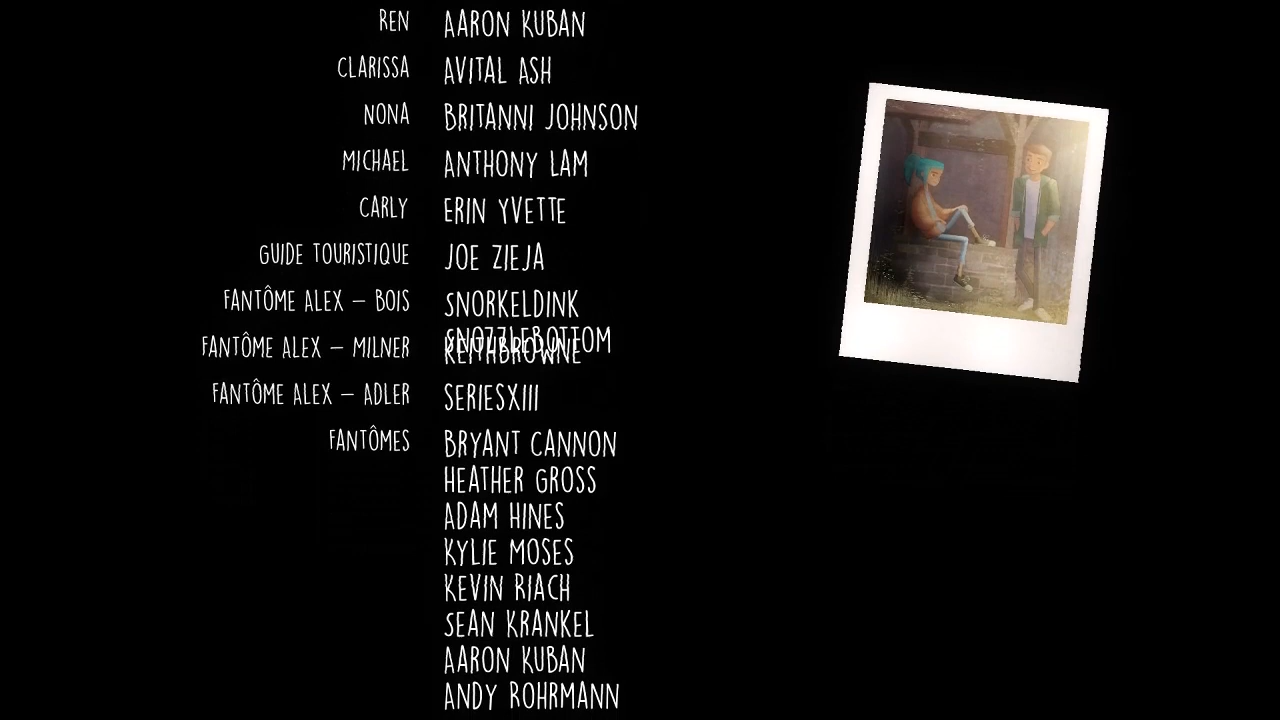 REN AARON KUBAN
CLARISSA AVITAL ASH
NONA BRITANNI JOHNSON
MICHAEL ANTHONY LAM
CARLY ERIN YVETTE
GUIDE TOURISTIQUE JOE ZIEJA
FANTÔME ALEX – BOIS SNORKELDINK
SNOZZLEBOTTOM
FANTÔME ALEX – MILNER KEITHBROWNE
FANTÔME ALEX – ADLER SERIESXIII
FANTÔMES BRYANT CANNON
HEATHER GROSS
ADAM HINES
KYLIE MOSES
KEVIN RIACH
SEAN KRANKEL
AARON KUBAN
ANDY ROHRMANN